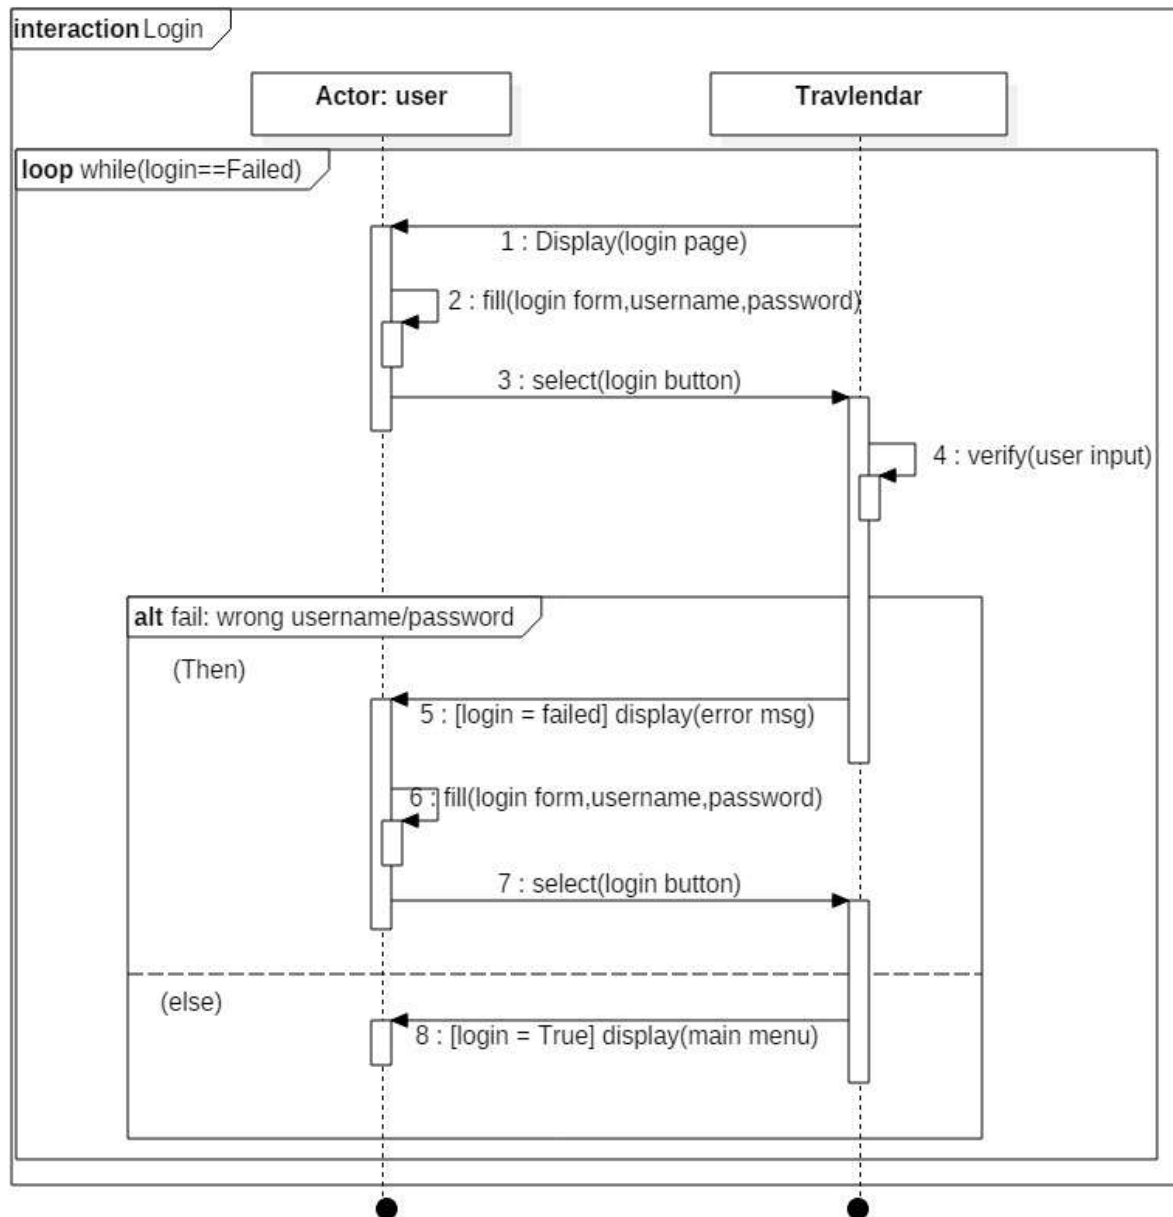 interaction Login
Actor: user
Travlendar
loop while(login==Failed)
1 : Display(login page)
2 : fill(login form,username,password)
3 : select(login button)
4 : verify(user input)
alt fail: wrong username/password
(Then)
5 : [login = failed] display(error msg)
6 : fill(login form,username,password)
7 : select(login button)
(else)
8 : [login = True] display(main menu)